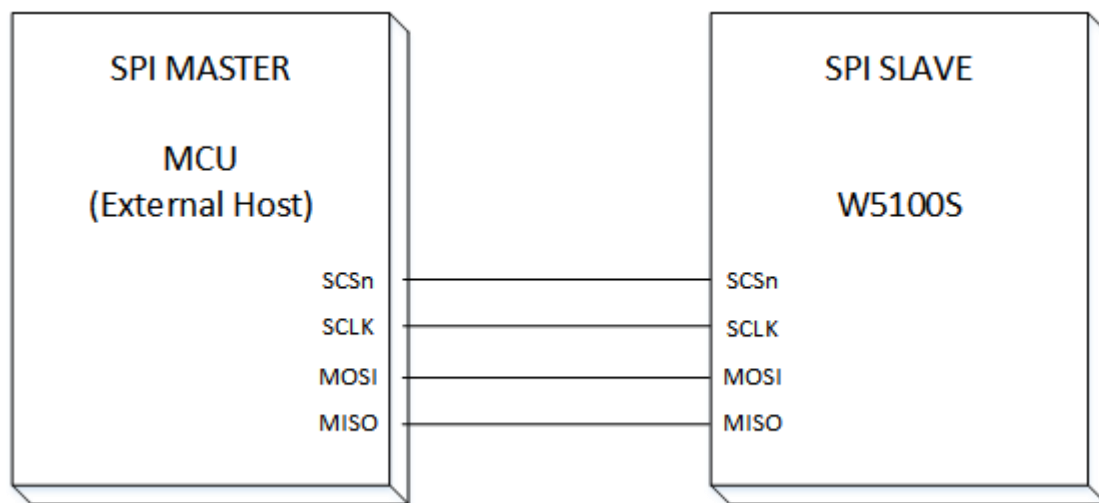 SPI MASTER
MCU
(External Host)
SCSn
SCLK
MOSI
MISO
SPI SLAVE
W5100S
SCSn
SCLK
MOSI
MISO